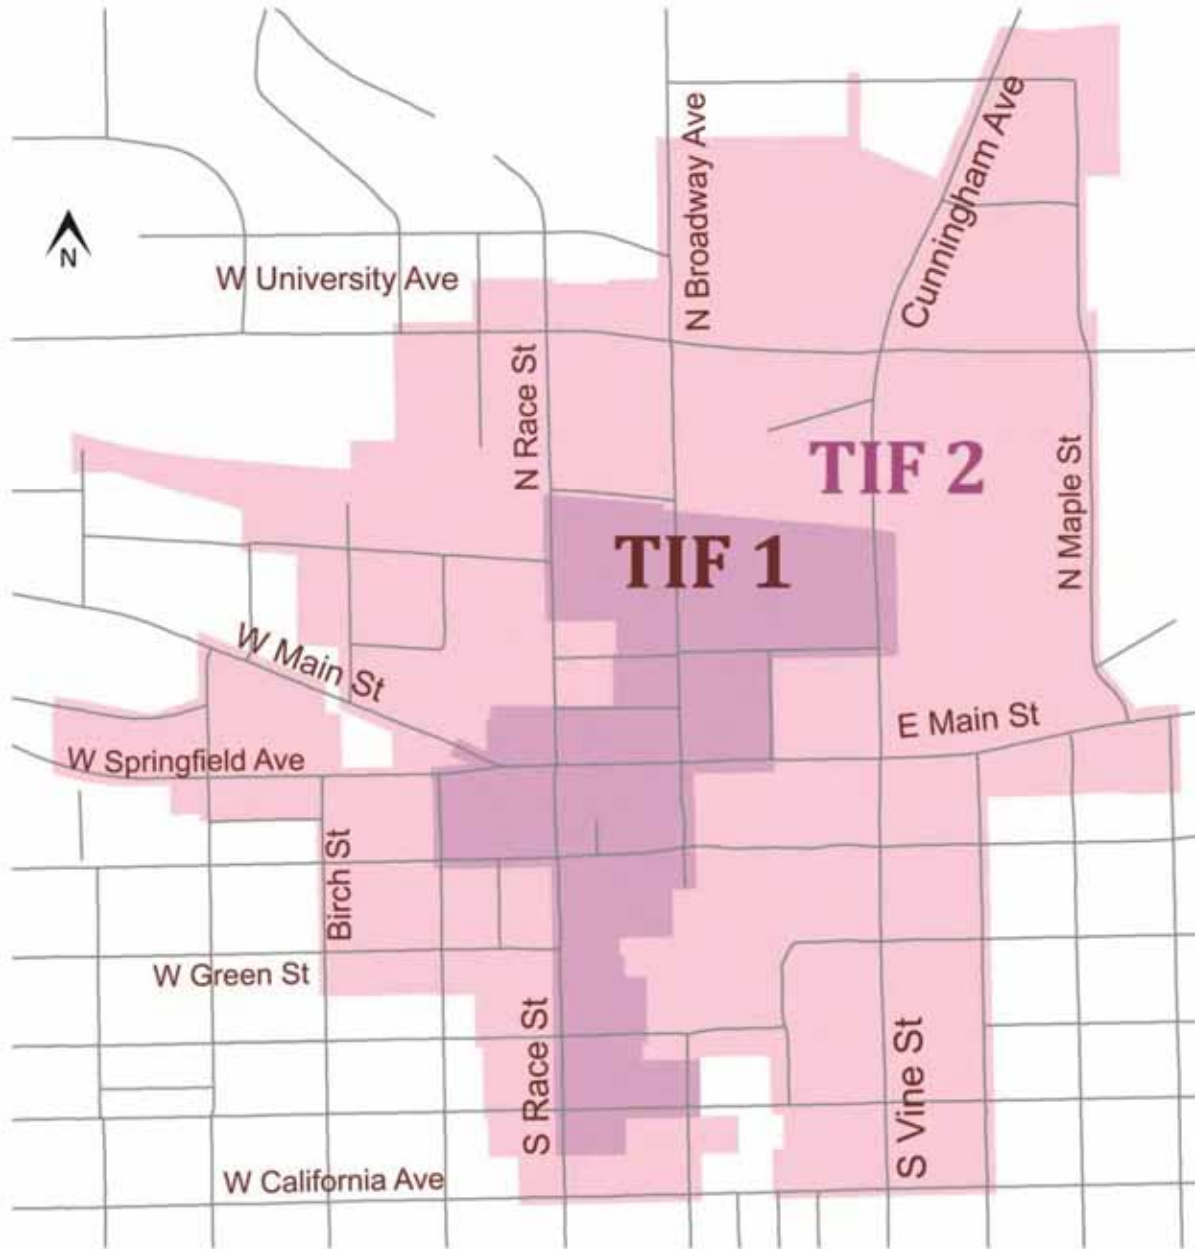 N Broadway Ave
Cunningham Ave
N
W University Ave
N Race St
TIF 2
N Maple St
TIF 1
W Main St
E Main St
W Springfield Ave
Birch St
W Green St
S Race St
S Vine St
W California Ave